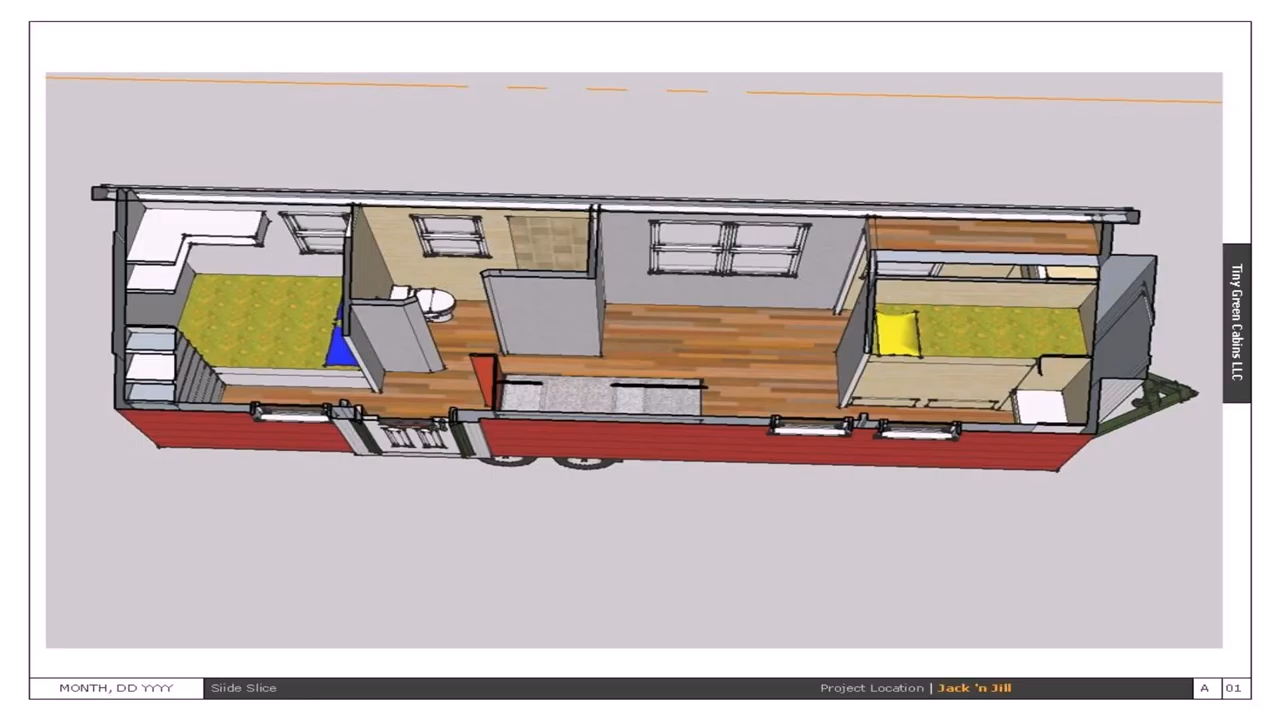 Tiny Green Cabins LLC
MONTH, DD YYYY
Siide Slice
Project Location | Jack 'n Jill
A
01